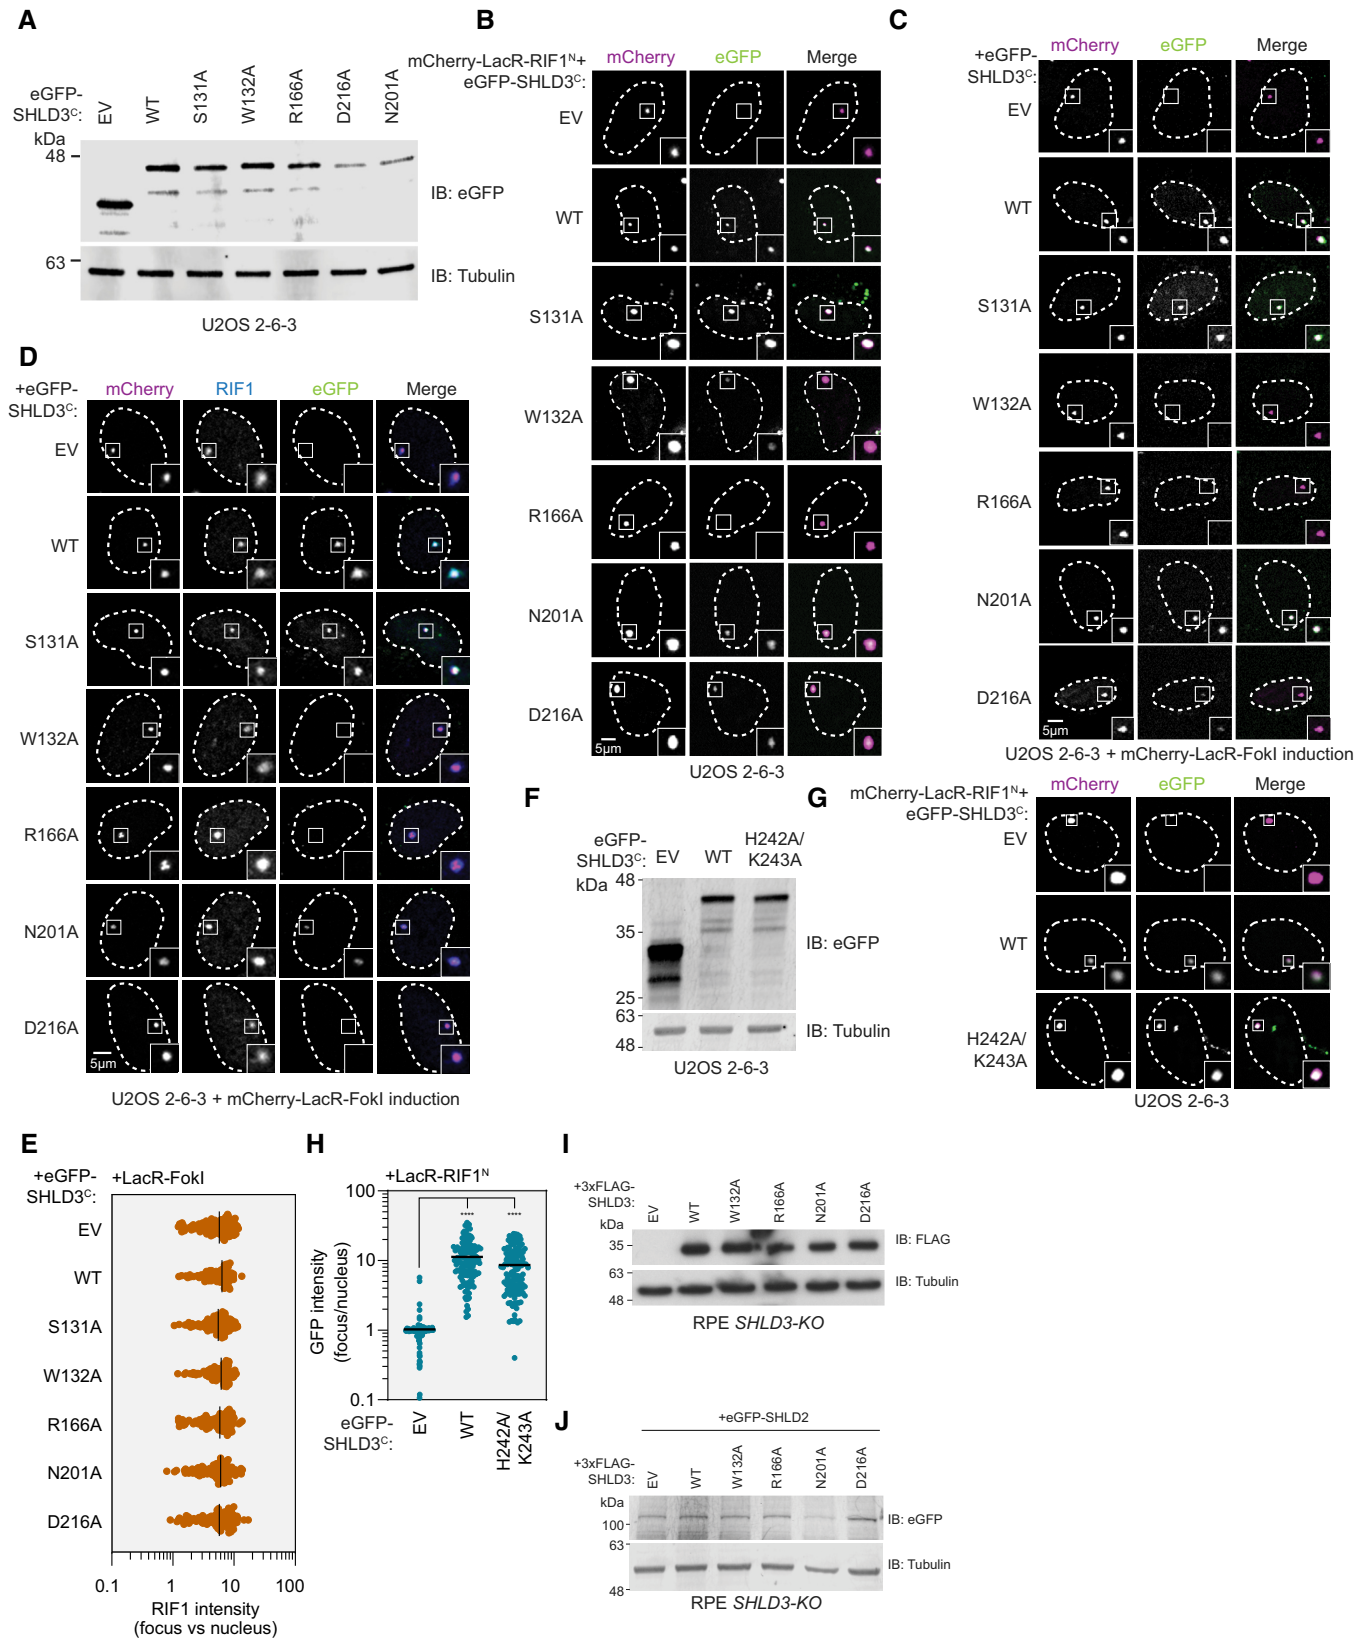 A
eGFP-
SHLD3ᶜ:
EV
WT
S131A
W132A
R166A
D216A
N201A
kDa
48
IB: eGFP
63
IB: Tubulin
U2OS 2-6-3
B
mCherry-LacR-RIF1ᴺ+
eGFP-SHLD3ᶜ:
mCherry
eGFP
Merge
EV
WT
S131A
W132A
R166A
N201A
D216A
5µm
U2OS 2-6-3
C
+eGFP-
SHLD3ᶜ:
mCherry
eGFP
Merge
EV
WT
S131A
W132A
R166A
N201A
D216A
5µm
U2OS 2-6-3 + mCherry-LacR-FokI induction
D
+eGFP-
SHLD3ᶜ:
mCherry
RIF1
eGFP
Merge
EV
WT
S131A
W132A
R166A
N201A
D216A
5µm
U2OS 2-6-3 + mCherry-LacR-FokI induction
E
+eGFP-
SHLD3ᶜ:
+LacR-FokI
EV
WT
S131A
W132A
R166A
N201A
D216A
0.1
1
10
100
RIF1 intensity
(focus vs nucleus)
F
eGFP-
SHLD3ᶜ:
EV
WT
H242A/
K243A
kDa
48
35
25
IB: eGFP
63
48
IB: Tubulin
U2OS 2-6-3
G
mCherry-LacR-RIF1ᴺ+
eGFP-SHLD3ᶜ:
mCherry
eGFP
Merge
EV
WT
H242A/
K243A
U2OS 2-6-3
H
+LacR-RIF1ᴺ
100
10
1
0.1
GFP intensity
(focus/nucleus)
****
****
eGFP-
SHLD3ᶜ:
EV
WT
H242A/
K243A
I
+3xFLAG-
SHLD3:
EV
WT
W132A
R166A
N201A
D216A
kDa
35
IB: FLAG
63
48
IB: Tubulin
RPE SHLD3-KO
J
+eGFP-SHLD2
+3xFLAG-
SHLD3:
EV
WT
W132A
R166A
N201A
D216A
kDa
100
IB: eGFP
63
48
IB: Tubulin
RPE SHLD3-KO